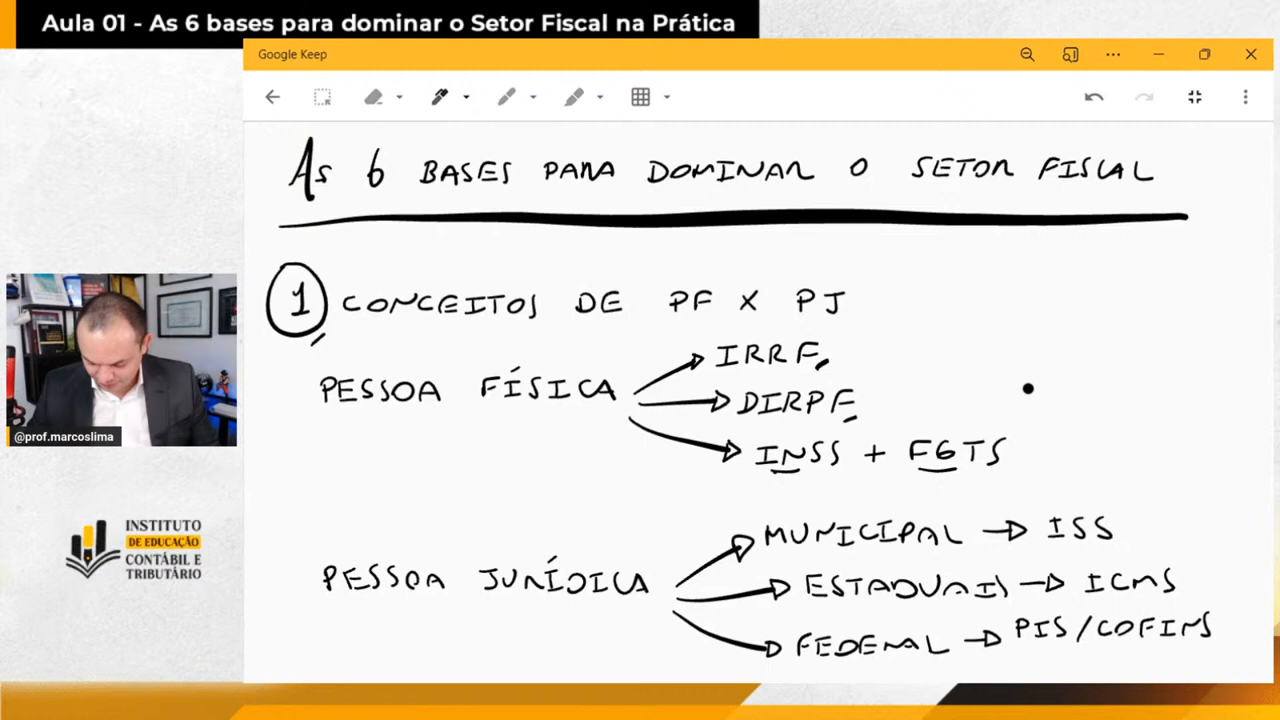 Aula 01 - As 6 bases para dominar o Setor Fiscal na Prática
Google Keep
As 6 BASES PARA DOMINAR O SETOR FISCAL
1 CONCEITOS DE PF X PJ
IRRF
PESSOA FÍSICA
DIRPF
INSS + FGTS
MUNICIPAL → ISS
PESSOA JURÍDICA
ESTADUAIS → ICMS
FEDERAL → PIS/COFINS
@prof.marcoslima
INSTITUTO
DE EDUCAÇÃO
CONTÁBIL E
TRIBUTÁRIO